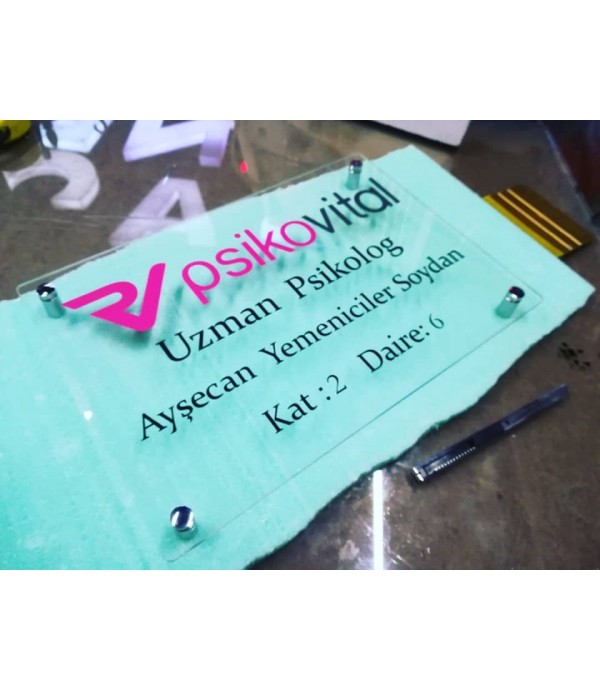 psikovital
Uzman Psikolog
Ayşecan Yemeniciler Soydan
Kat : 2 Daire: 6